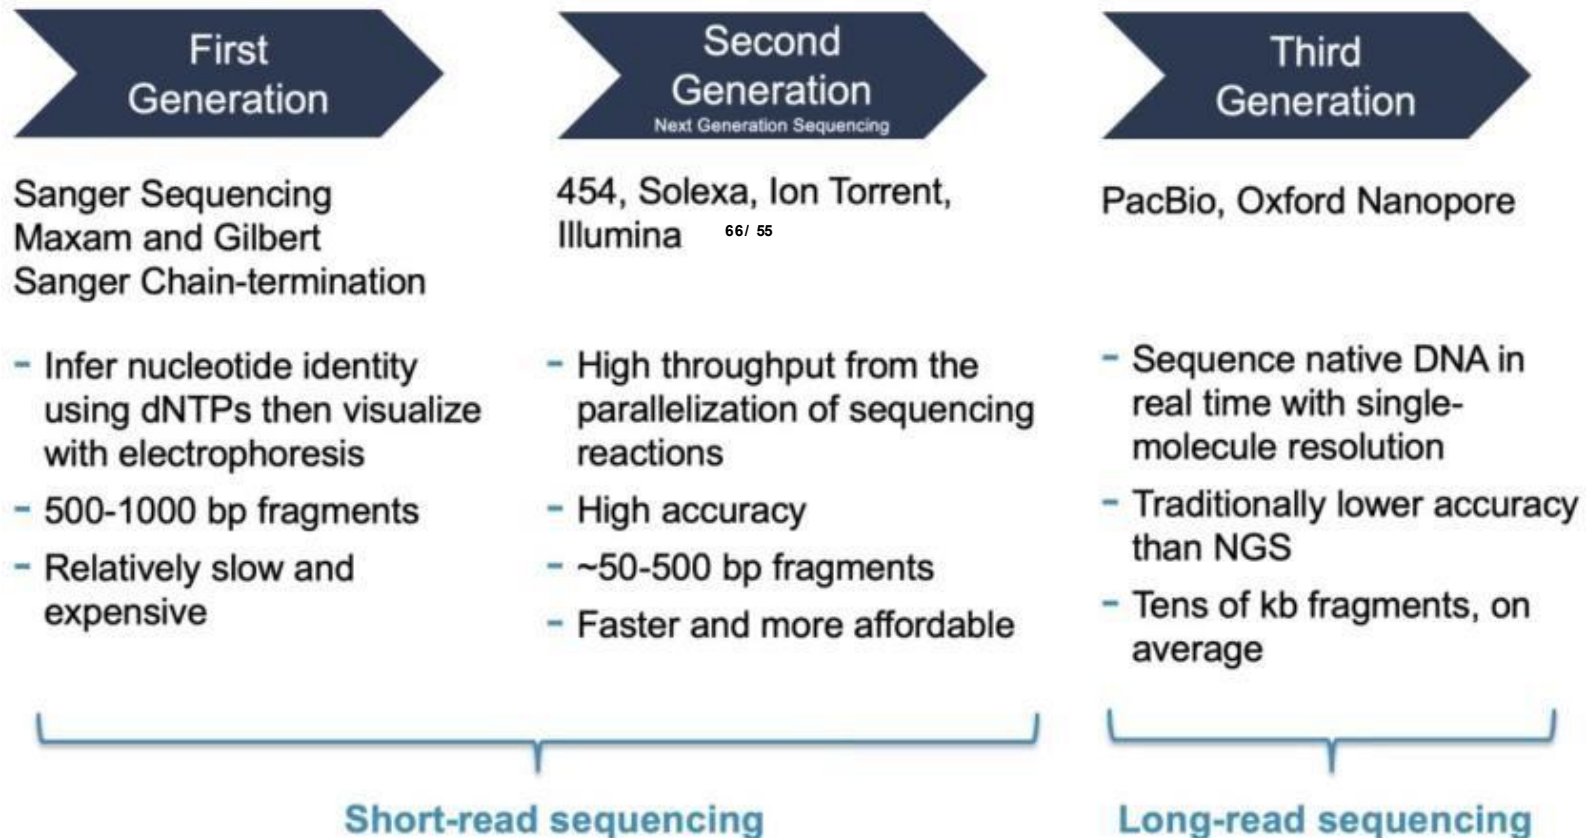 First
Generation
Sanger Sequencing
Maxam and Gilbert
Sanger Chain-termination
- Infer nucleotide identity
using dNTPs then visualize
with electrophoresis
- 500-1000 bp fragments
- Relatively slow and
expensive
Second
Generation
Next Generation Sequencing
454, Solexa, Ion Torrent,
Illumina 66/ 55
- High throughput from the
parallelization of sequencing
reactions
- High accuracy
- ~50-500 bp fragments
- Faster and more affordable
Third
Generation
PacBio, Oxford Nanopore
- Sequence native DNA in
real time with single-
molecule resolution
- Traditionally lower accuracy
than NGS
- Tens of kb fragments, on
average
Short-read sequencing
Long-read sequencing